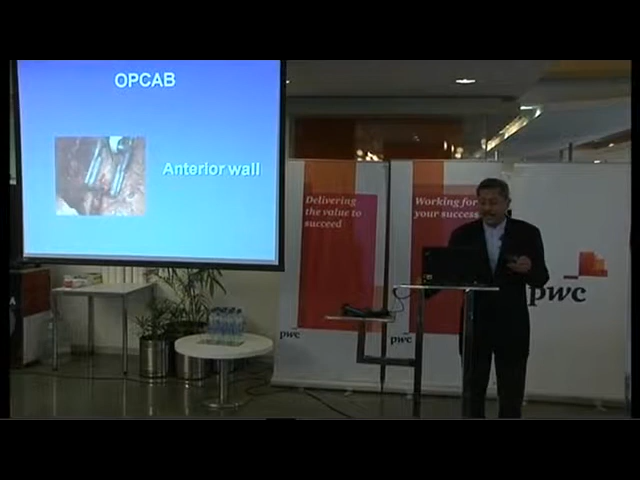 OPCAB
Anterior wall
Delivering
the value to
succeed
Working for
your success
pwc
pwc
pwc